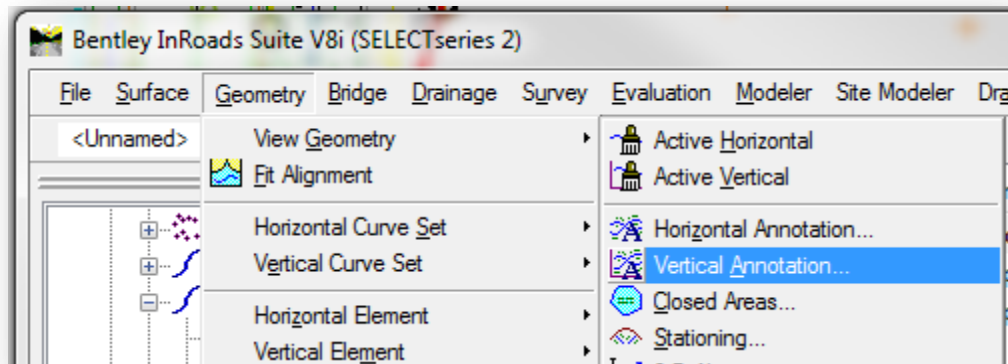 Bentley InRoads Suite V8i (SELECTseries 2)
File Surface Geometry Bridge Drainage Survey Evaluation Modeler Site Modeler
<Unnamed>
View Geometry
Fit Alignment
Horizontal Curve Set
Vertical Curve Set
Horizontal Element
Vertical Element
Active Horizontal
Active Vertical
Horizontal Annotation...
Vertical Annotation...
Closed Areas...
Stationing...